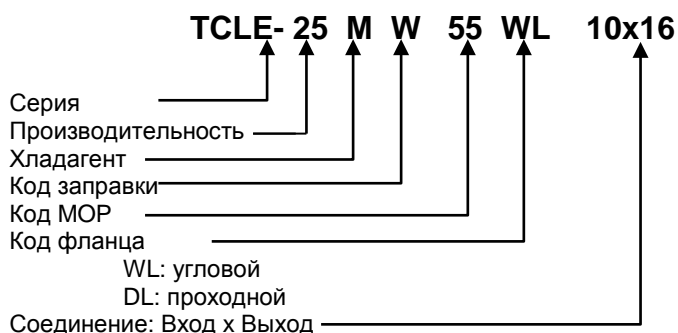 TCLE- 25 M W 55 WL 10x16
Серия
Производительность
Хладагент
Код заправки
Код MOP
Код фланца
WL: угловой
DL: проходной
Соединение: Вход x Выход